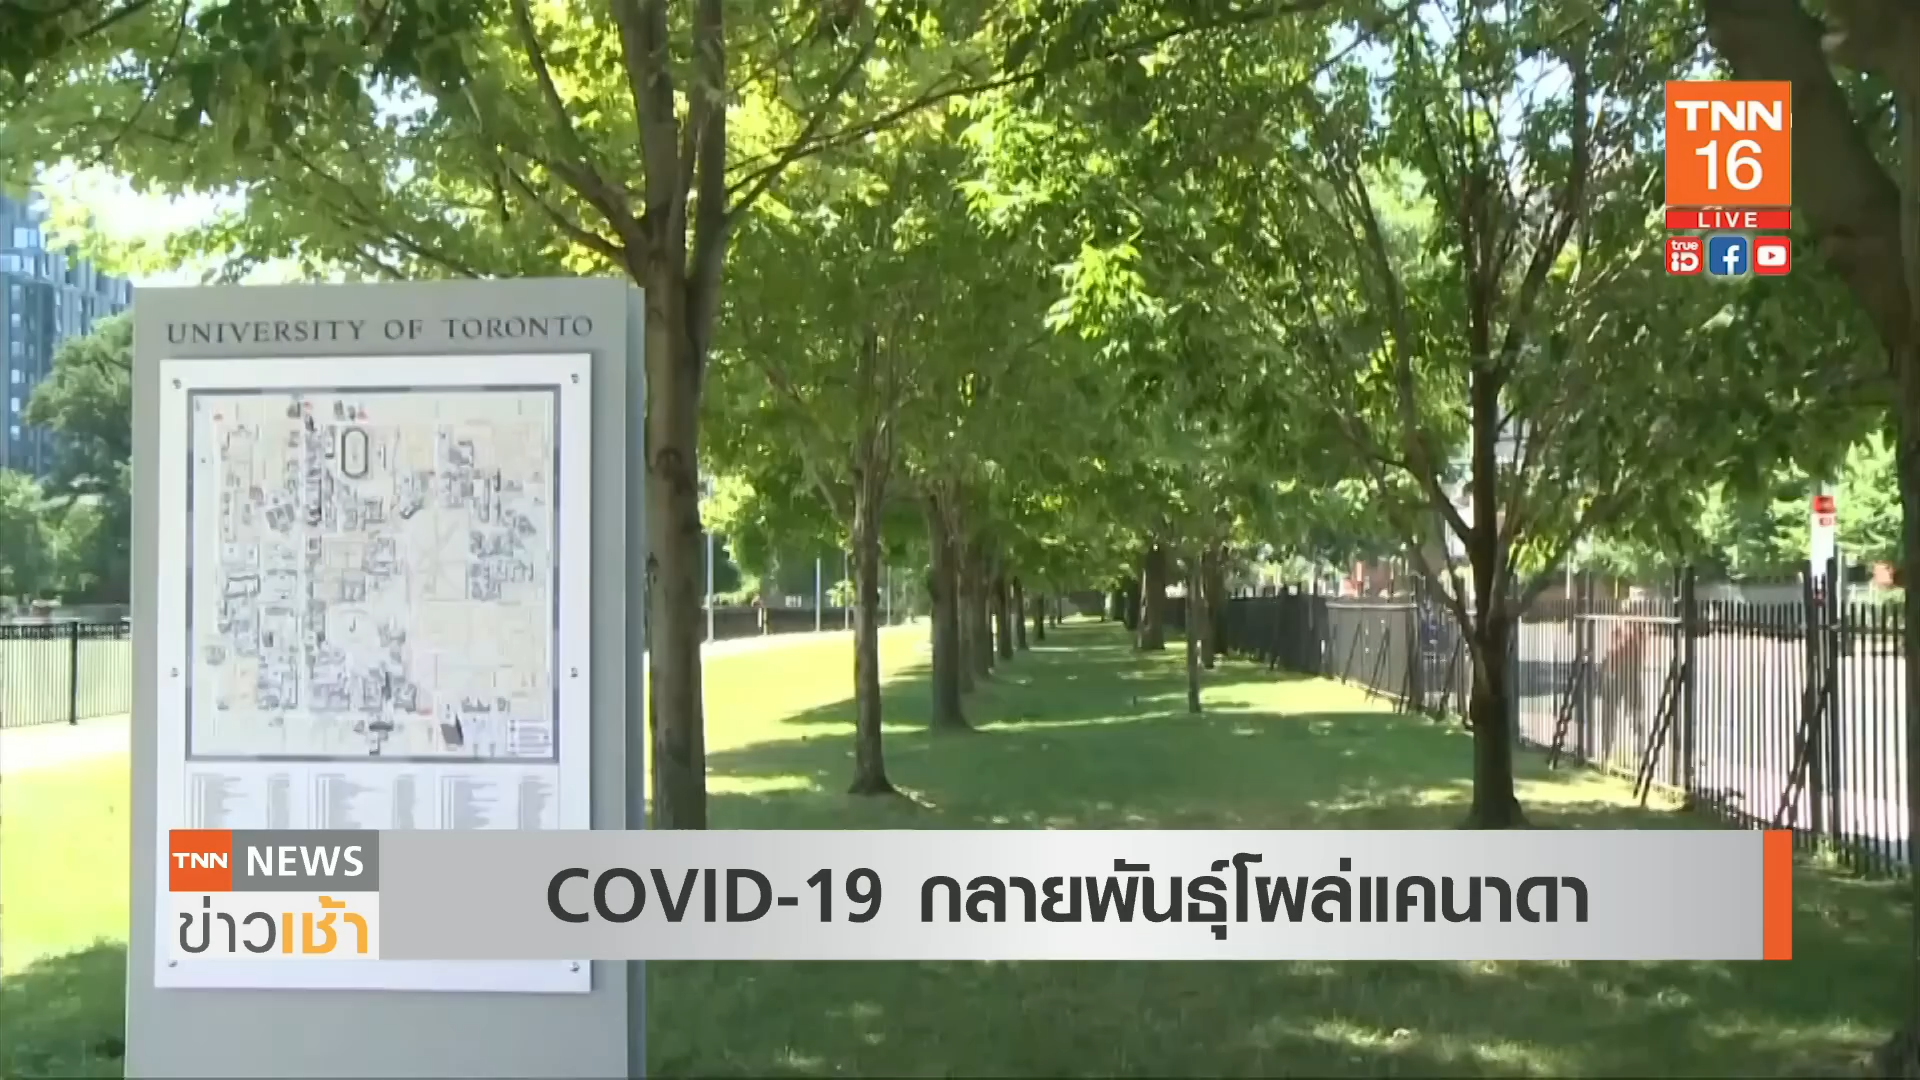 TNN
16
LIVE
true
iD
UNIVERSITY OF TORONTO
TNN NEWS
ข่าวเช้า
COVID-19 กลายพันธุ์โผล่แคนาดา